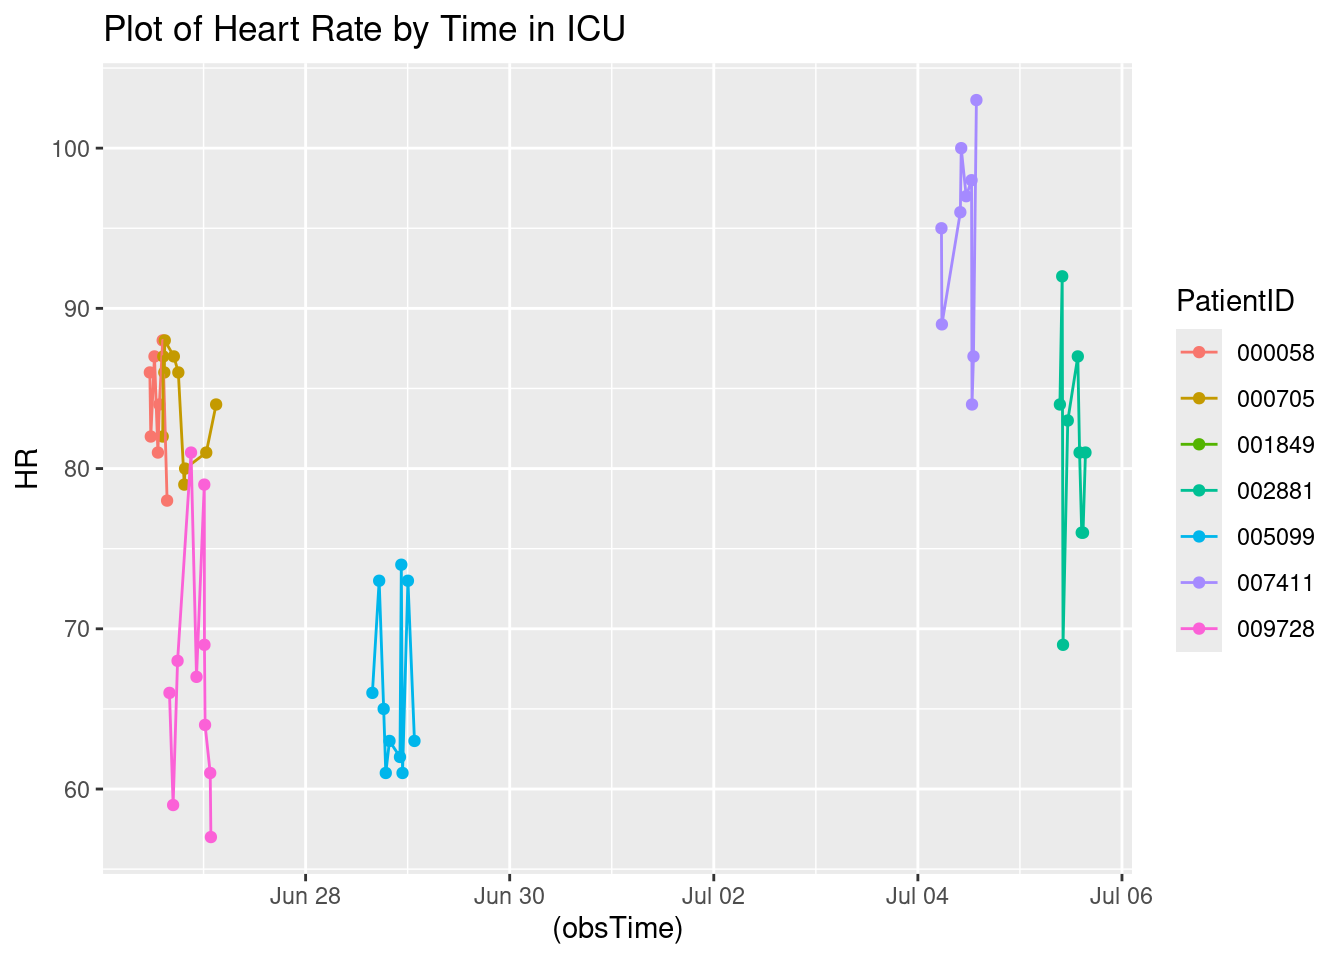 Plot of Heart Rate by Time in ICU
HR
100
90
80
70
60
Jun 28
Jun 30
Jul 02
Jul 04
Jul 06
(obsTime)
PatientID
000058
000705
001849
002881
005099
007411
009728